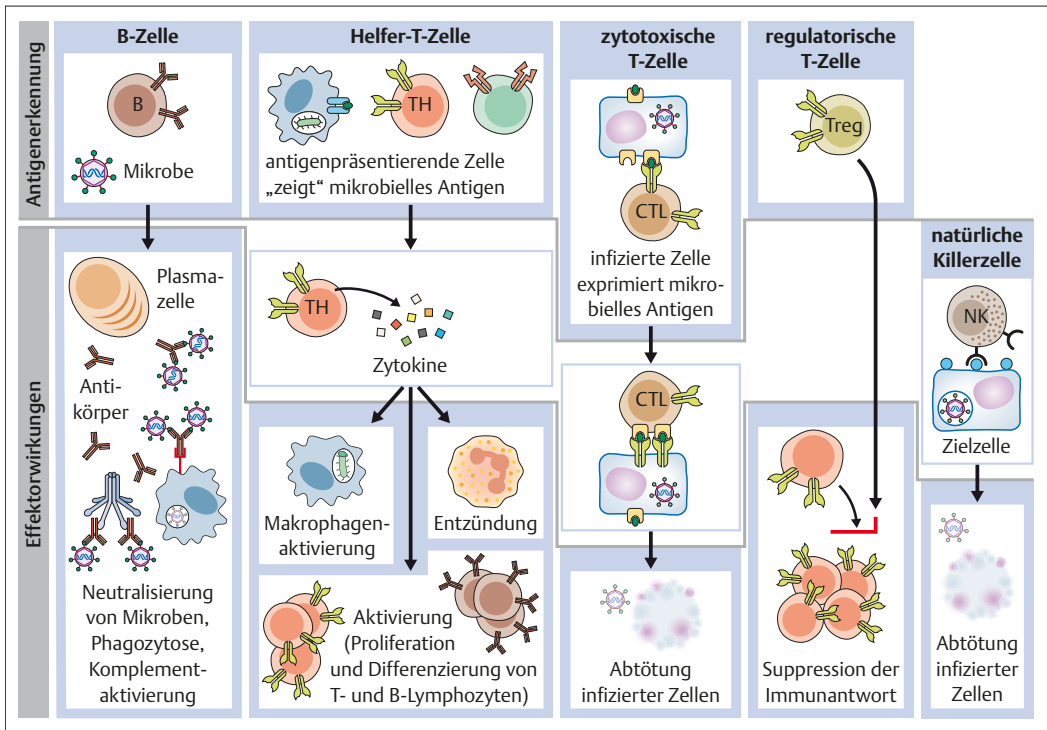 Antigenerkennung
Effektorwirkungen
B-Zelle
B
Mikrobe
Plasma-
zelle
Anti-
körper
Neutralisierung
von Mikroben,
Phagozytose,
Komplement-
aktivierung
Helfer-T-Zelle
TH
antigenpräsentierende Zelle
„zeigt“ mikrobielles Antigen
TH
Zytokine
Makrophagen-
aktivierung
Entzündung
Aktivierung
(Proliferation
und Differenzierung von
T- und B-Lymphozyten)
zytotoxische
T-Zelle
CTL
infizierte Zelle
exprimiert mikro-
bielles Antigen
CTL
Abtötung
infizierter Zellen
regulatorische
T-Zelle
Treg
Suppression der
Immunantwort
natürliche
Killerzelle
NK
Zielzelle
Abtötung
infizierter
Zellen